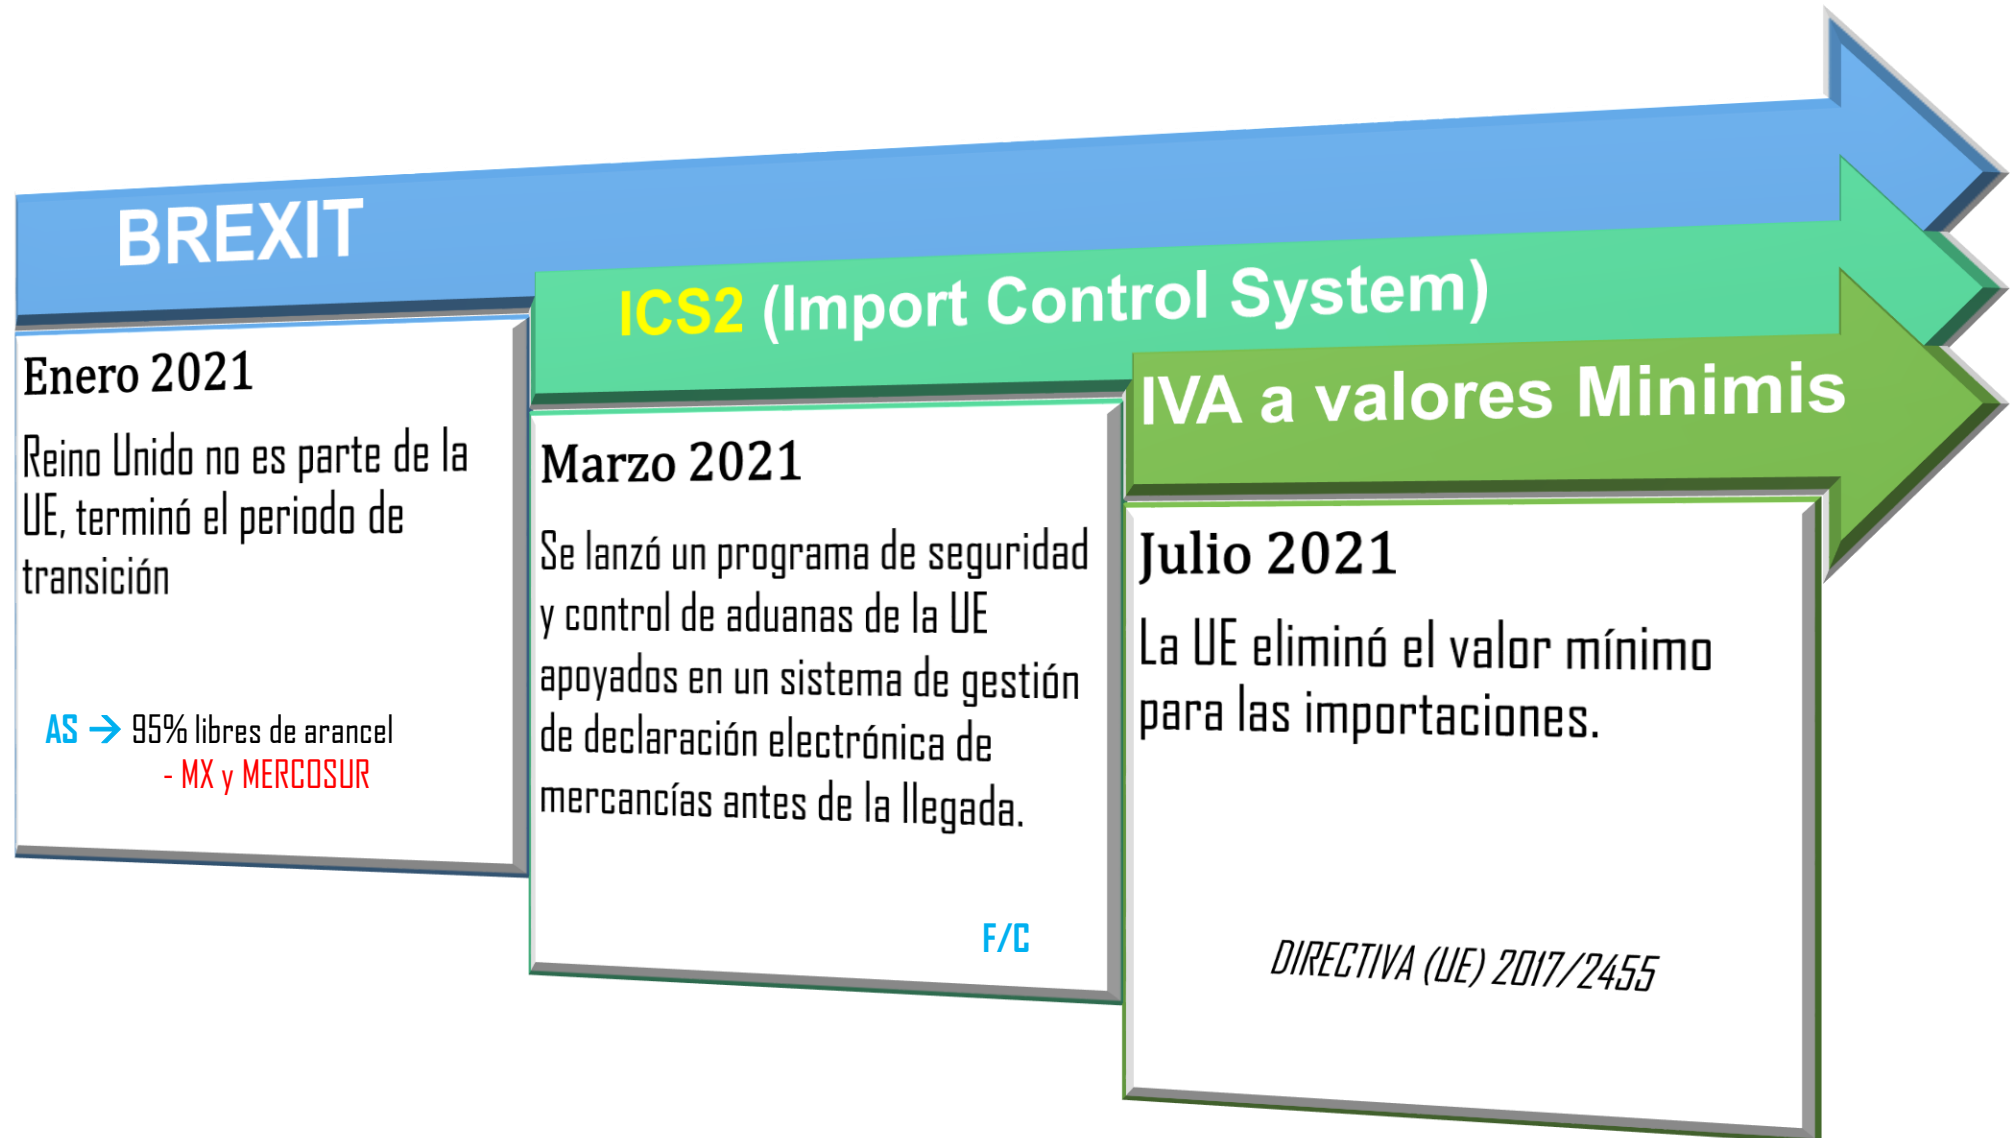 BREXIT
Enero 2021
Reino Unido no es parte de la
UE, terminó el periodo de
transición
AS → 95% libres de arancel
- MX y MERCOSUR
ICS2 (Import Control System)
Marzo 2021
Se lanzó un programa de seguridad
y control de aduanas de la UE
apoyados en un sistema de gestión
de declaración electrónica de
mercancías antes de la llegada.
F/C
IVA a valores Minimis
Julio 2021
La UE eliminó el valor mínimo
para las importaciones.
DIRECTIVA (UE) 2017/2455